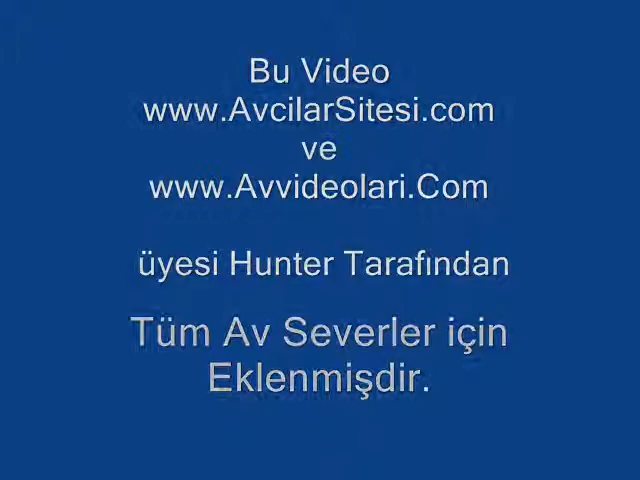 Bu Video
www.AvcilarSitesi.com
ve
www.Avvideolari.Com
üyesi Hunter Tarafından
Tüm Av Severler için
Eklenmişdir.